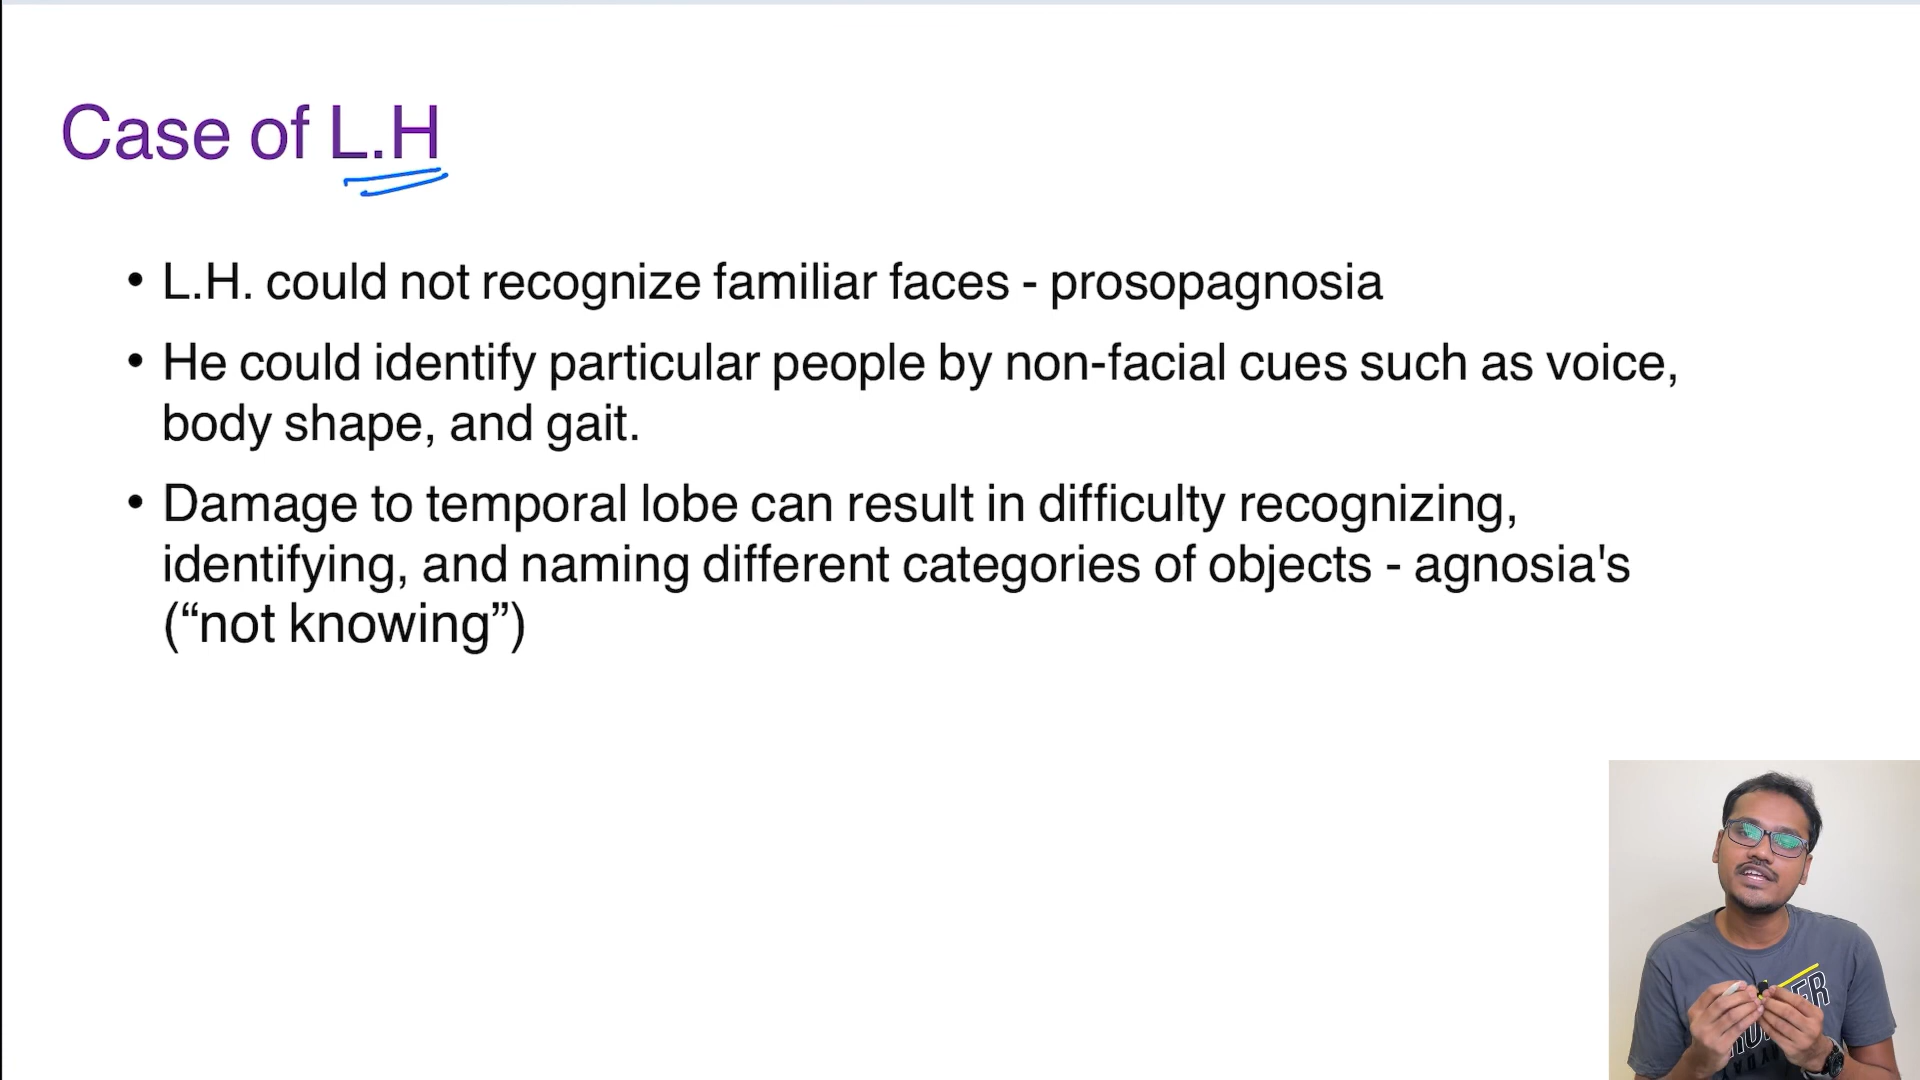 Case of L.H
• L.H. could not recognize familiar faces - prosopagnosia
• He could identify particular people by non-facial cues such as voice,
body shape, and gait.
• Damage to temporal lobe can result in difficulty recognizing,
identifying, and naming different categories of objects - agnosia's
(“not knowing”)